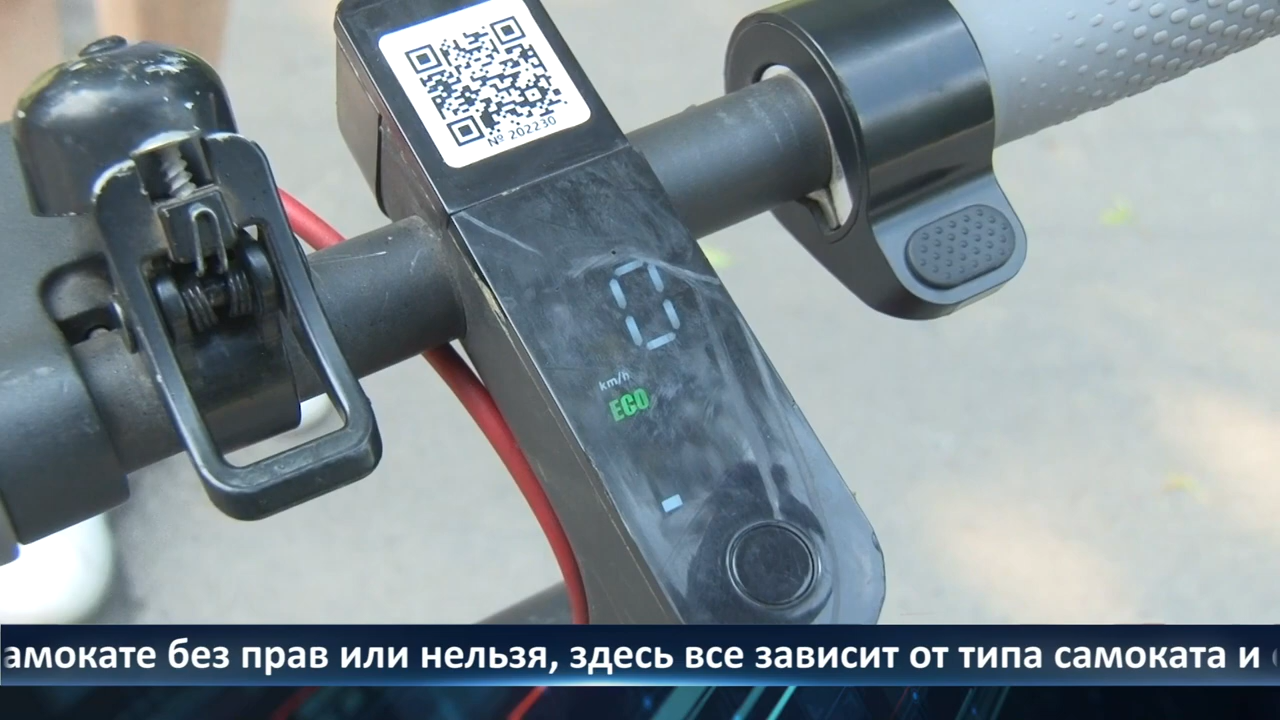 № 202230
0
km/h
ECO
амокате без прав или нельзя, здесь все зависит от типа самоката и